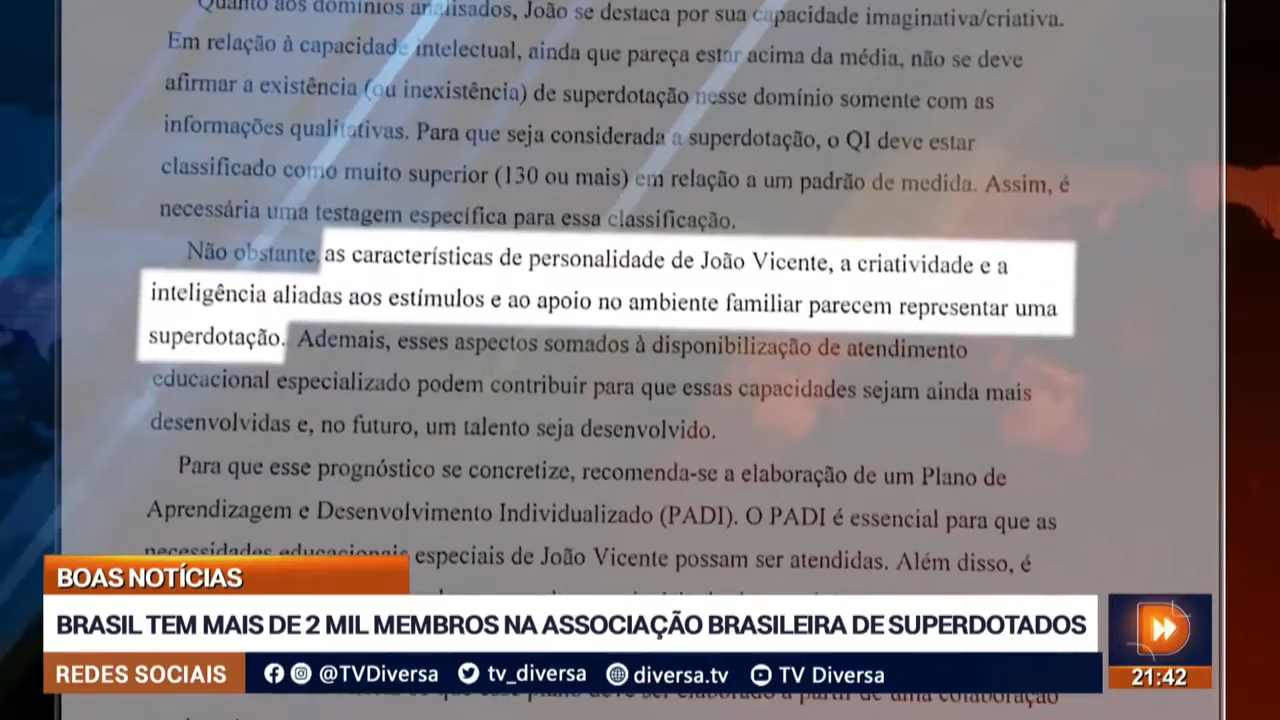 Quanto aos domínios analisados, João se destaca por sua capacidade imaginativa/criativa.
Em relação à capacidade intelectual, ainda que pareça estar acima da média, não se deve
afirmar a existência (ou inexistência) de superdotação nesse domínio somente com as
informações qualitativas. Para que seja considerada a superdotação, o QI deve estar
classificado como muito superior (130 ou mais) em relação a um padrão de medida. Assim, é
necessária uma testagem específica para essa classificação.
Não obstante, as características de personalidade de João Vicente, a criatividade e a
inteligência aliadas aos estímulos e ao apoio no ambiente familiar parecem representar uma
superdotação. Ademais, esses aspectos somados à disponibilização de atendimento
educacional especializado podem contribuir para que essas capacidades sejam ainda mais
desenvolvidas e, no futuro, um talento seja desenvolvido.
Para que esse prognóstico se concretize, recomenda-se a elaboração de um Plano de
Aprendizagem e Desenvolvimento Individualizado (PADI). O PADI é essencial para que as
necessidades educacionais especiais de João Vicente possam ser atendidas. Além disso, é
BOAS NOTÍCIAS
BRASIL TEM MAIS DE 2 MIL MEMBROS NA ASSOCIAÇÃO BRASILEIRA DE SUPERDOTADOS
REDES SOCIAIS @TVDiversa tv_diversa diversa.tv TV Diversa
21:42